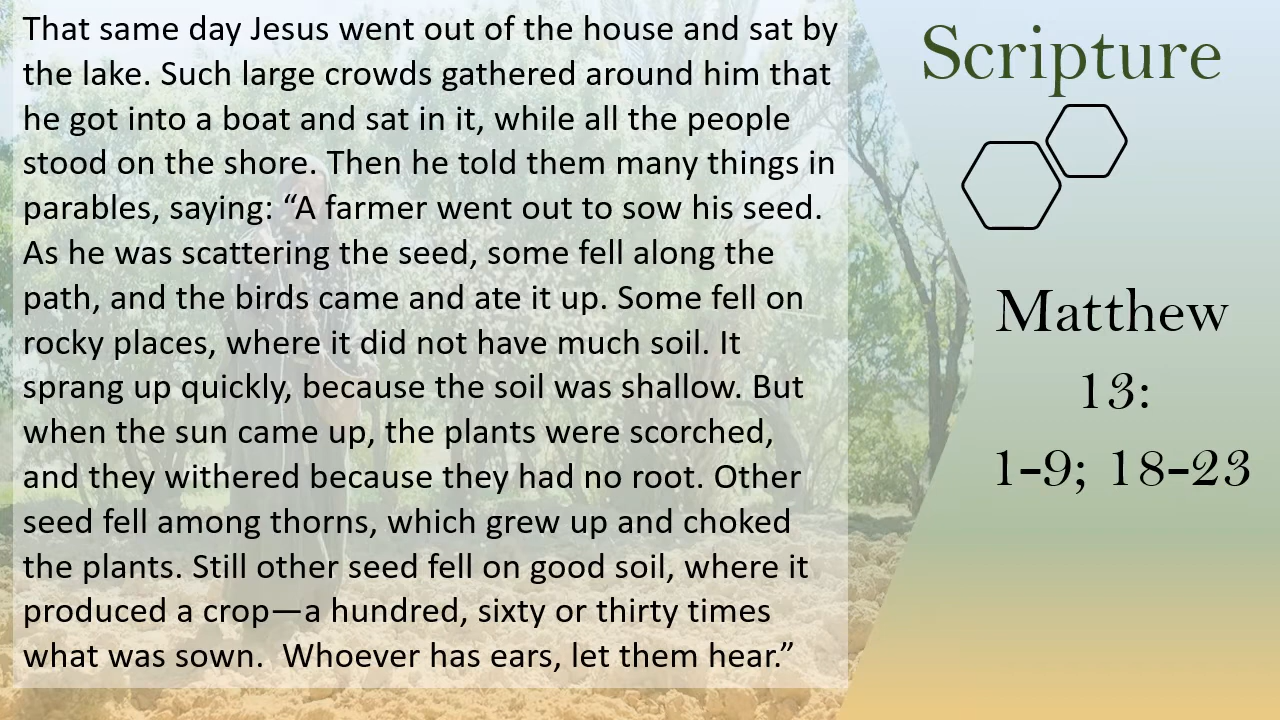 That same day Jesus went out of the house and sat by
the lake. Such large crowds gathered around him that
he got into a boat and sat in it, while all the people
stood on the shore. Then he told them many things in
parables, saying: “A farmer went out to sow his seed.
As he was scattering the seed, some fell along the
path, and the birds came and ate it up. Some fell on
rocky places, where it did not have much soil. It
sprang up quickly, because the soil was shallow. But
when the sun came up, the plants were scorched,
and they withered because they had no root. Other
seed fell among thorns, which grew up and choked
the plants. Still other seed fell on good soil, where it
produced a crop—a hundred, sixty or thirty times
what was sown.  Whoever has ears, let them hear.”
Scripture
Matthew
13:
1-9; 18-23